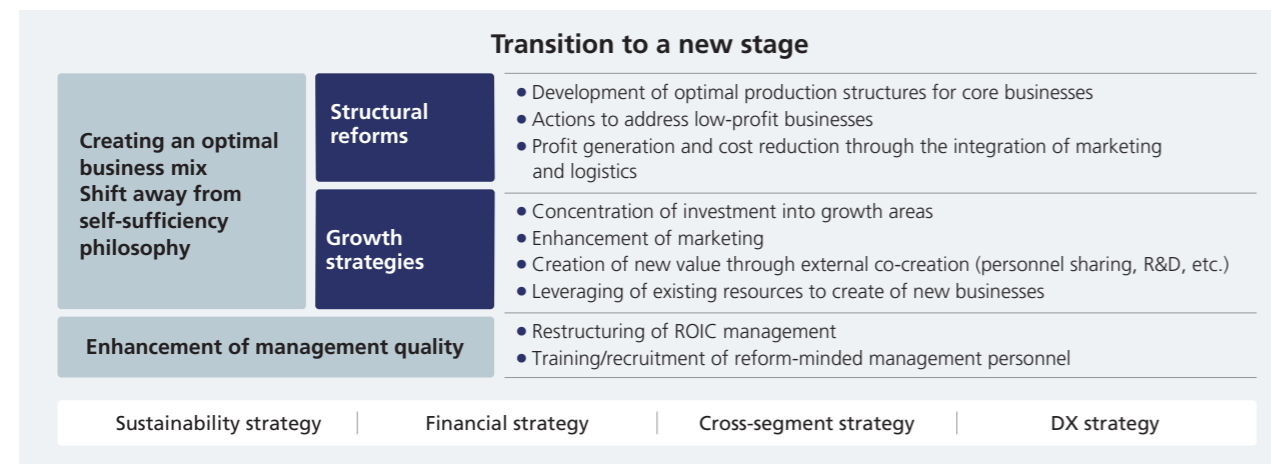 Transition to a new stage
Creating an optimal
business mix
Shift away from
self-sufficiency
philosophy
Structural
reforms
• Development of optimal production structures for core businesses
• Actions to address low-profit businesses
• Profit generation and cost reduction through the integration of marketing
and logistics
Growth
strategies
• Concentration of investment into growth areas
• Enhancement of marketing
• Creation of new value through external co-creation (personnel sharing, R&D, etc.)
• Leveraging of existing resources to create of new businesses
Enhancement of management quality
• Restructuring of ROIC management
• Training/recruitment of reform-minded management personnel
Sustainability strategy | Financial strategy | Cross-segment strategy | DX strategy